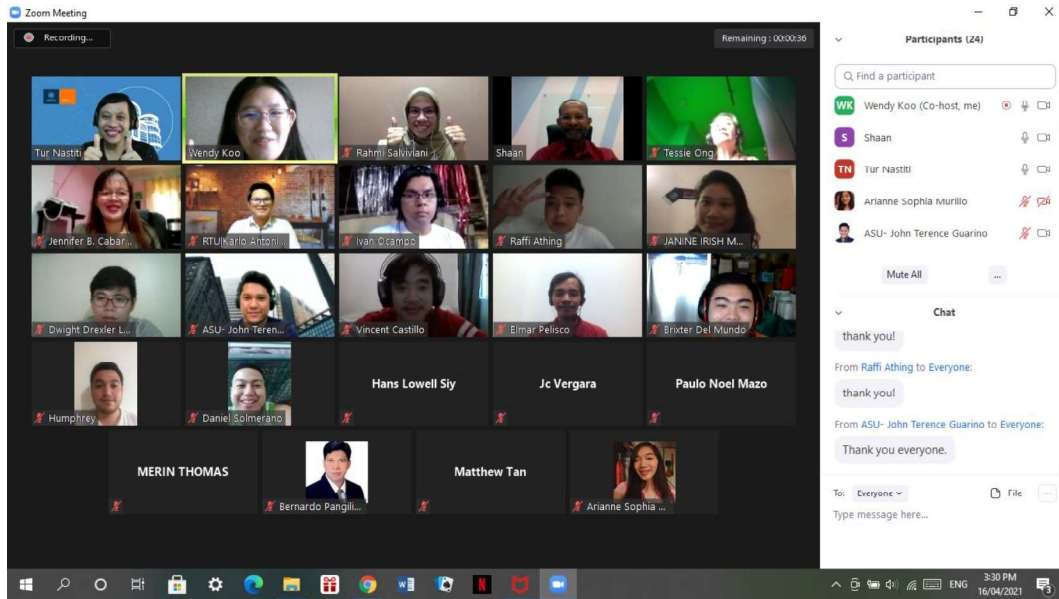 Zoom Meeting
Recording...
Remaining : 00:00:36
Tur Nastiti
Wendy Koo
Rahmi Salviviani
Shaan
Tessie Ong
Jennifer B. Cabar...
RTU|Karlo Antoni...
Ivan Ocampo
Raffi Athing
JANINE IRISH M...
Dwight Drexler L...
ASU- John Teren...
Vincent Castillo
Elmar Pelisco
Brixter Del Mundo
Humphrey
Daniel Solmerano
Hans Lowell Siy
Jc Vergara
Paulo Noel Mazo
MERIN THOMAS
Bernardo Pangili...
Matthew Tan
Arianne Sophia ...
Participants (24)
Find a participant
WK Wendy Koo (Co-host, me)
S Shaan
TN Tur Nastiti
Arianne Sophia Murillo
ASU- John Terence Guarino
Mute All
...
Chat
thank you!
From Raffi Athing to Everyone:
thank you!
From ASU- John Terence Guarino to Everyone:
Thank you everyone.
To: Everyone
File
...
Type message here...
ENG
3:30 PM
16/04/2021
3